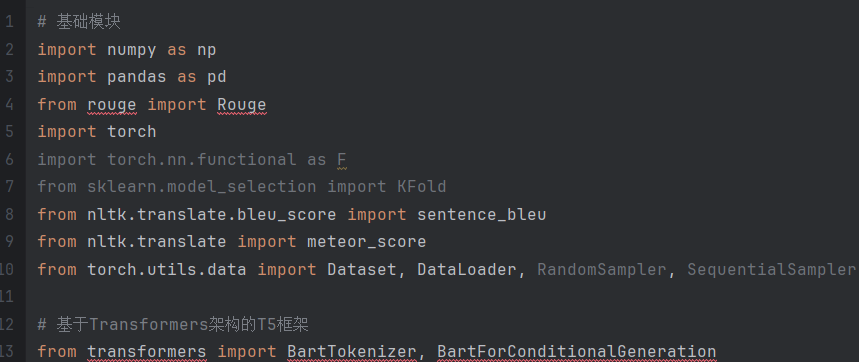 1 # 基础模块
2 import numpy as np
3 import pandas as pd
4 from rouge import Rouge
5 import torch
6 import torch.nn.functional as F
7 from sklearn.model_selection import KFold
8 from nltk.translate.bleu_score import sentence_bleu
9 from nltk.translate import meteor_score
10 from torch.utils.data import Dataset, DataLoader, RandomSampler, SequentialSampler
11
12 # 基于Transformers架构的T5框架
13 from transformers import BartTokenizer, BartForConditionalGeneration